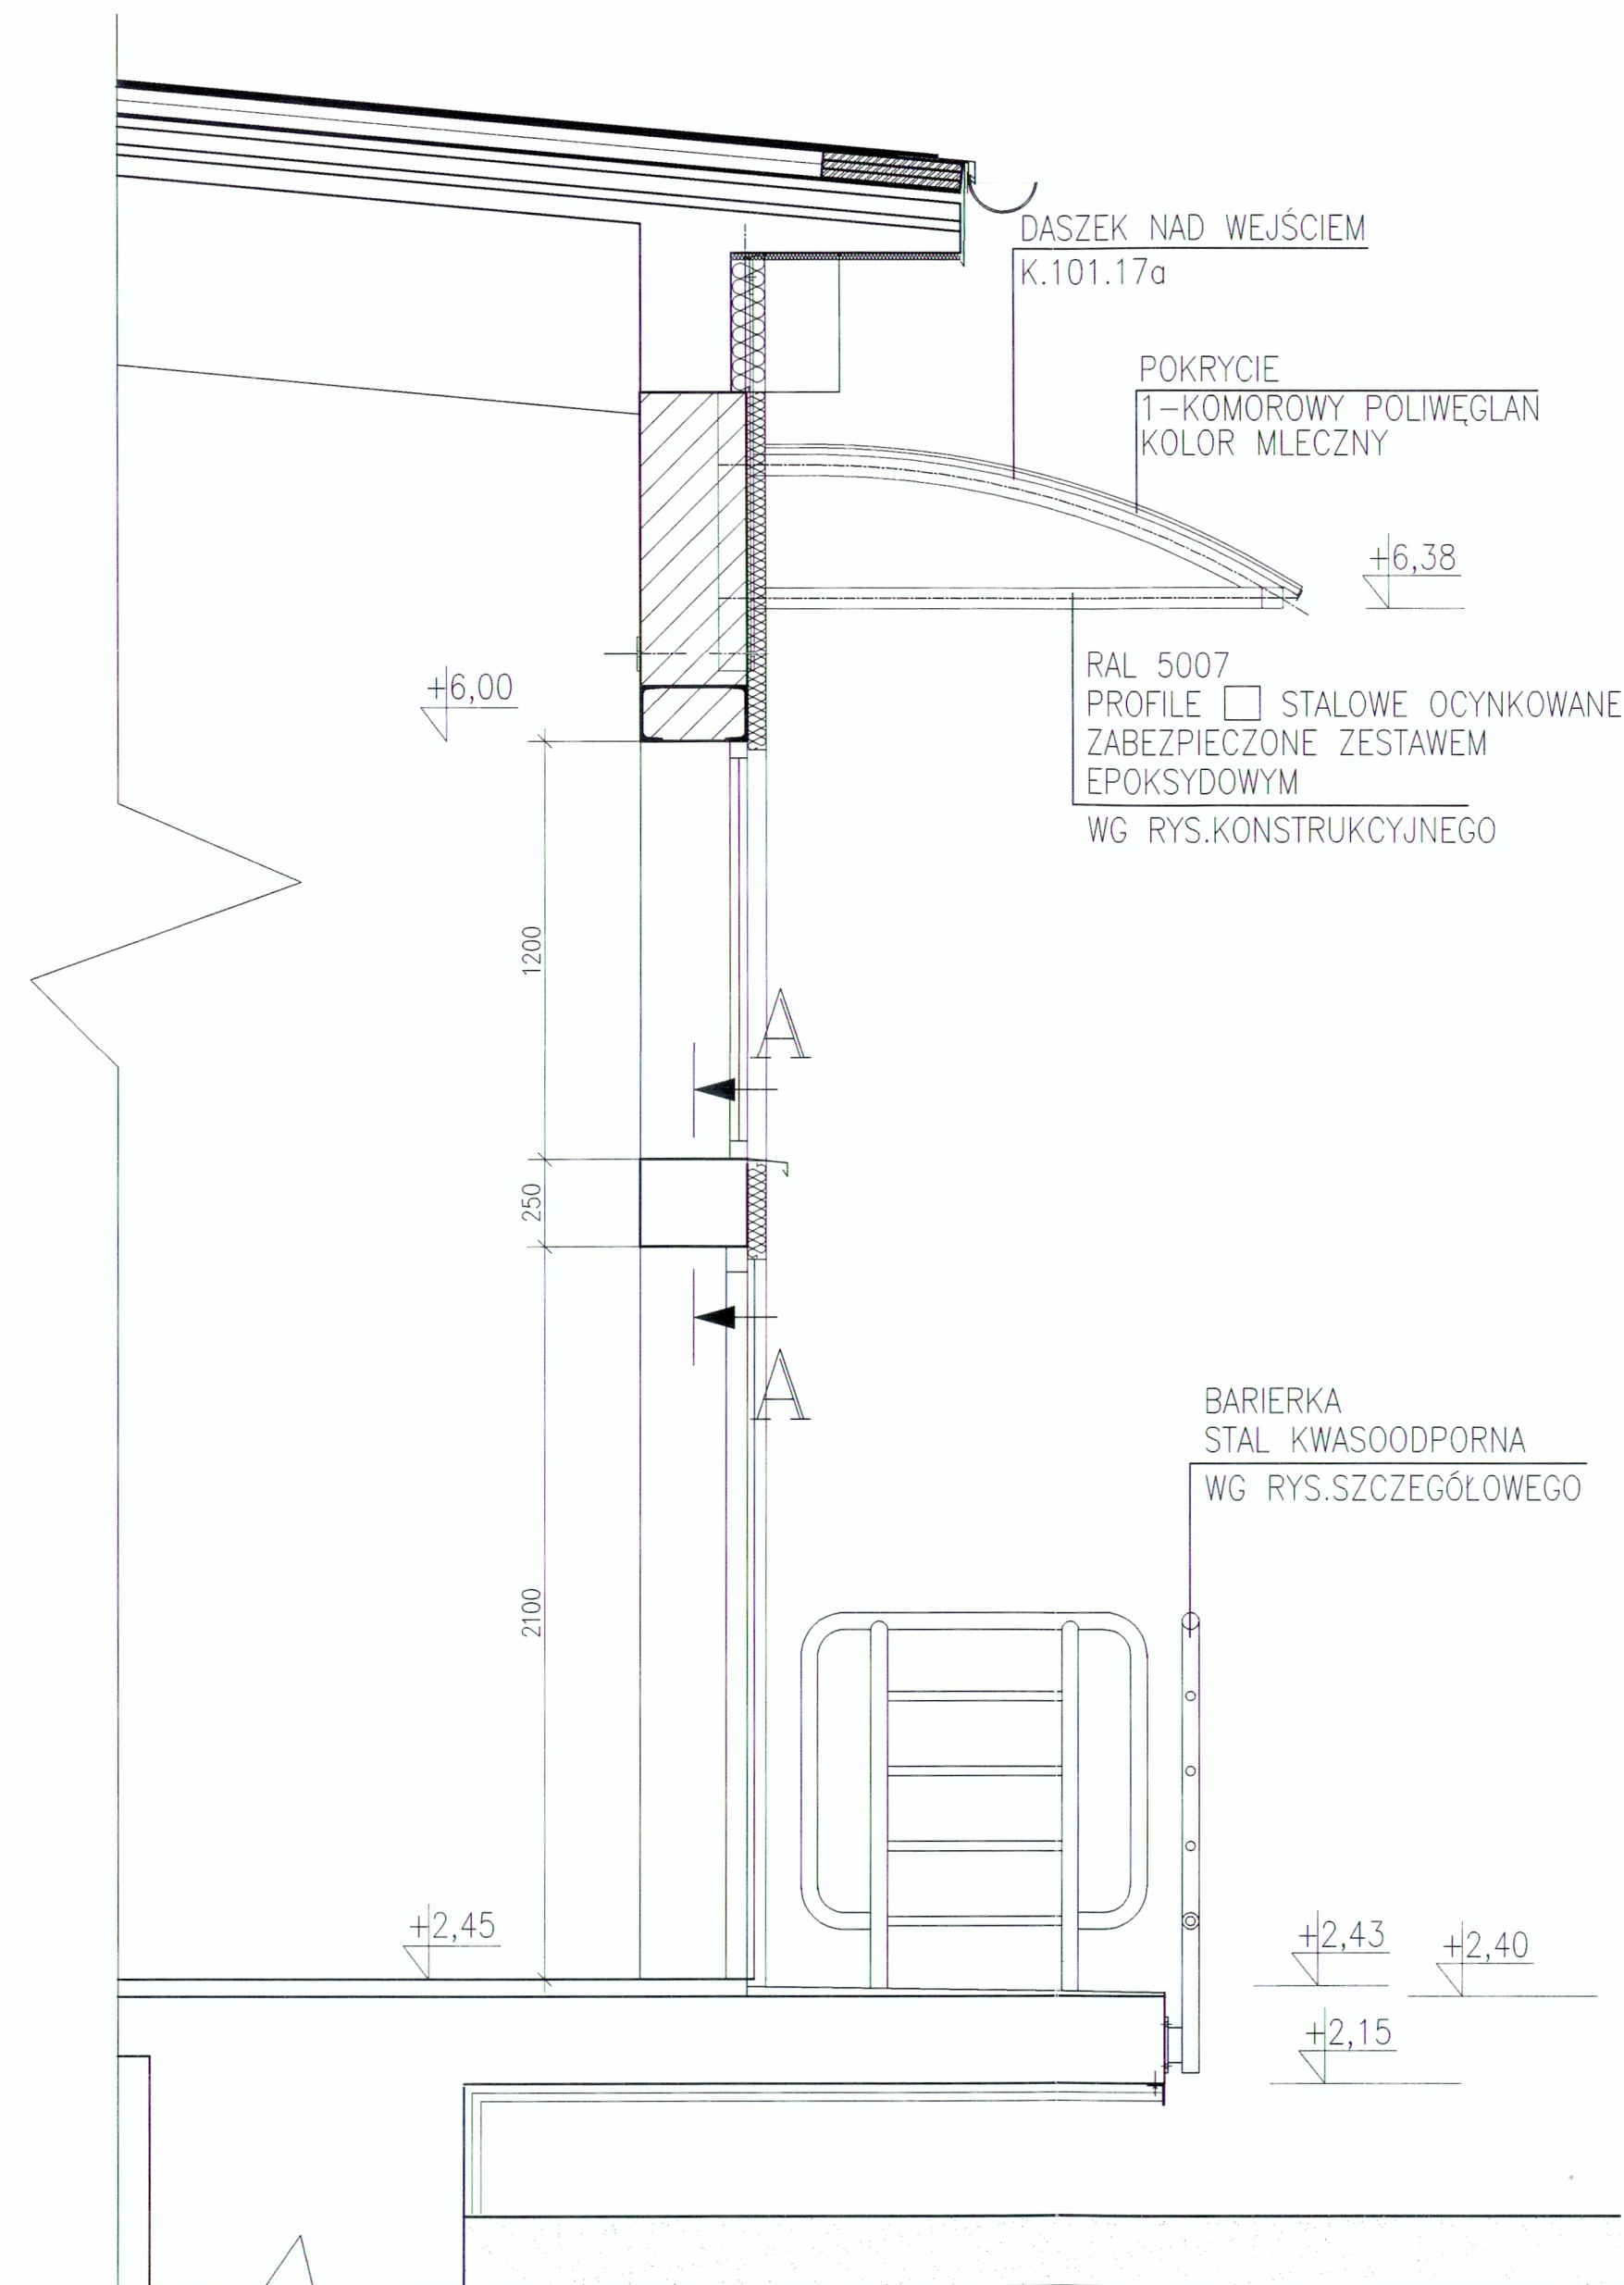 DASZEK NAD WEJŚCIEM
K.101.17a
POKRYCIE
1-KOMOROWY POLIWĘGLAN
KOLOR MLECZNY
+6,38
RAL 5007
PROFILE □ STALOWE OCYNKOWANE
ZABEZPIECZONE ZESTAWEM
EPOKSYDOWYM
WG RYS.KONSTRUKCYJNEGO
+6,00
1200
A
250
A
BARIERKA
STAL KWASOODPORNA
WG RYS.SZCZEGÓŁOWEGO
2100
+2,45
+2,43
+2,40
+2,15